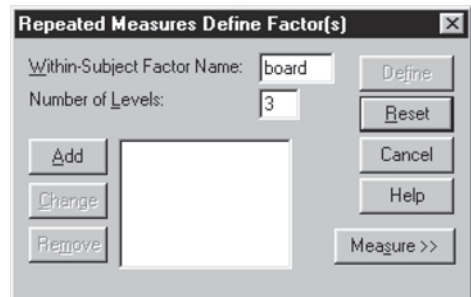 Repeated Measures Define Factor(s)
Within-Subject Factor Name: board
Number of Levels: 3
Define
Reset
Cancel
Help
Measure >>
Add
Change
Remove